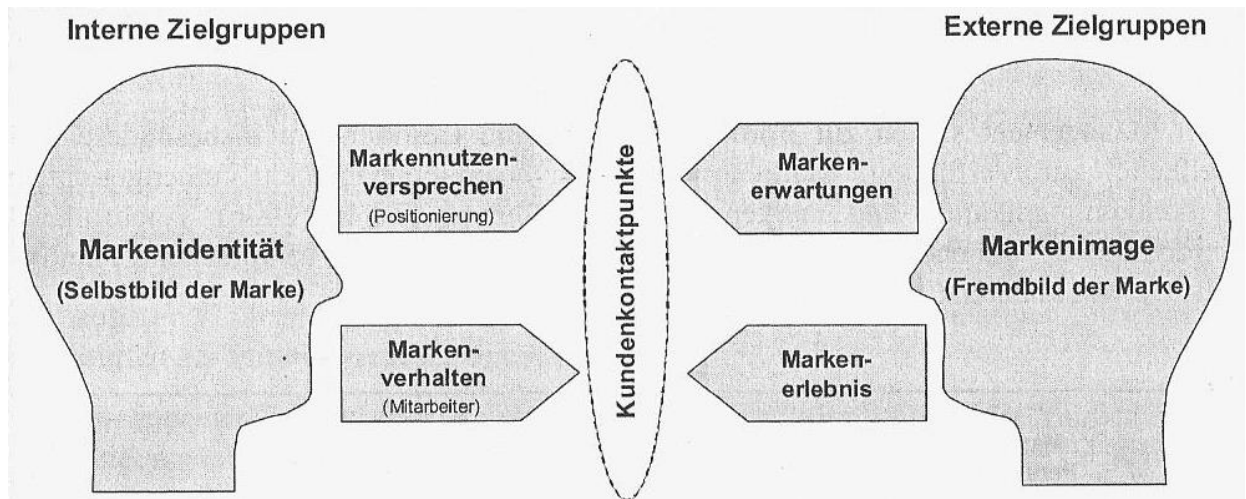 Interne Zielgruppen
Externe Zielgruppen
Markennutzen-
versprechen
(Positionierung)
Marken-
erwartungen
Markenidentität
(Selbstbild der Marke)
Kundenkontaktpunkte
Markenimage
(Fremdbild der Marke)
Marken-
verhalten
(Mitarbeiter)
Marken-
erlebnis